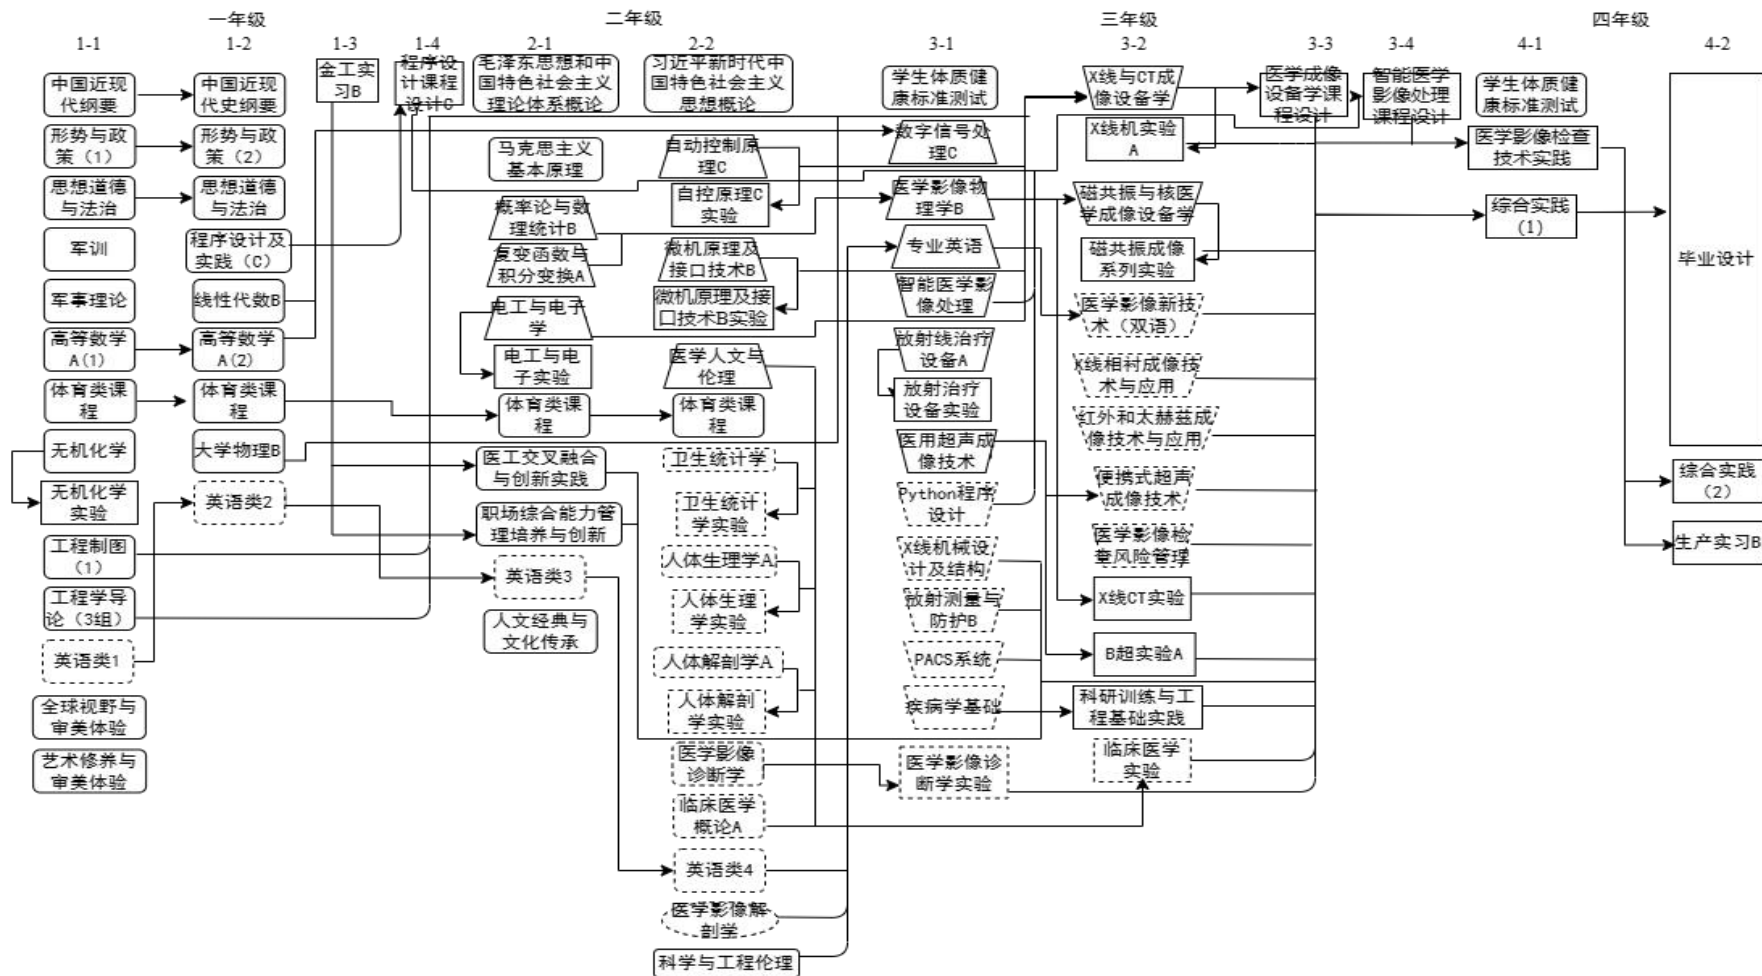 一年级
二年级
三年级
四年级
1-1
1-2
1-3
1-4
2-1
2-2
3-1
3-2
3-3
3-4
4-1
4-2
中国近现
代纲要
形势与政
策（1）
思想道德
与法治
军训
军事理论
高等数学
A(1)
体育类课
程
无机化学
无机化学
实验
工程制图
（1）
工程学导
论（3组）
英语类1
全球视野与
审美体验
艺术修养与
审美体验
中国近现
代史纲要
形势与政
策（2）
思想道德
与法治
程序设计及
实践（C）
线性代数B
高等数学
A(2)
体育类课
程
大学物理B
英语类2
金工实
习B
程序设
计课程
设计C
毛泽东思想和中
国特色社会主义
理论体系概论
马克思主义
基本原理
概率论与数
理统计B
复变函数与
积分变换A
电工与电子
学
电工与电
子实验
体育类课
程
医工交叉融合
与创新实践
职场综合能力管
理培养与创新
英语类3
人文经典与
文化传承
习近平新时代中
国特色社会主义
思想概论
自动控制原
理C
自控原理C
实验
微机原理及
接口技术B
微机原理及接
口技术B实验
医学人文与
伦理
体育类课
程
卫生统计学
卫生统计
学实验
人体生理学A
人体生理
学实验
人体解剖学A
人体解剖
学实验
医学影像
诊断学
临床医学
概论A
英语类4
医学影像解
剖学
科学与工程伦理
学生体质健
康标准测试
数字信号处
理C
医学影像物
理学B
专业英语
智能医学影
像处理
放射线治疗
设备A
放射治疗
设备实验
医用超声成
像技术
Python程序
设计
X线机械设
计及结构
放射测量与
防护B
PACS系统
疾病学基础
医学影像诊
断学实验
X线与CT成
像设备学
X线机实验
A
磁共振与核医
学成像设备学
磁共振成像
系列实验
医学影像新技
术（双语）
X线相衬成像技
术与应用
红外和太赫兹成
像技术与应用
便携式超声
成像技术
医学影像检
查风险管理
X线CT实验
B超实验A
科研训练与工
程基础实践
临床医学
实验
医学成像
设备学课
程设计
智能医学
影像处理
课程设计
学生体质健
康标准测试
医学影像检查
技术实践
综合实践
(1)
毕业设计
综合实践
（2）
生产实习B